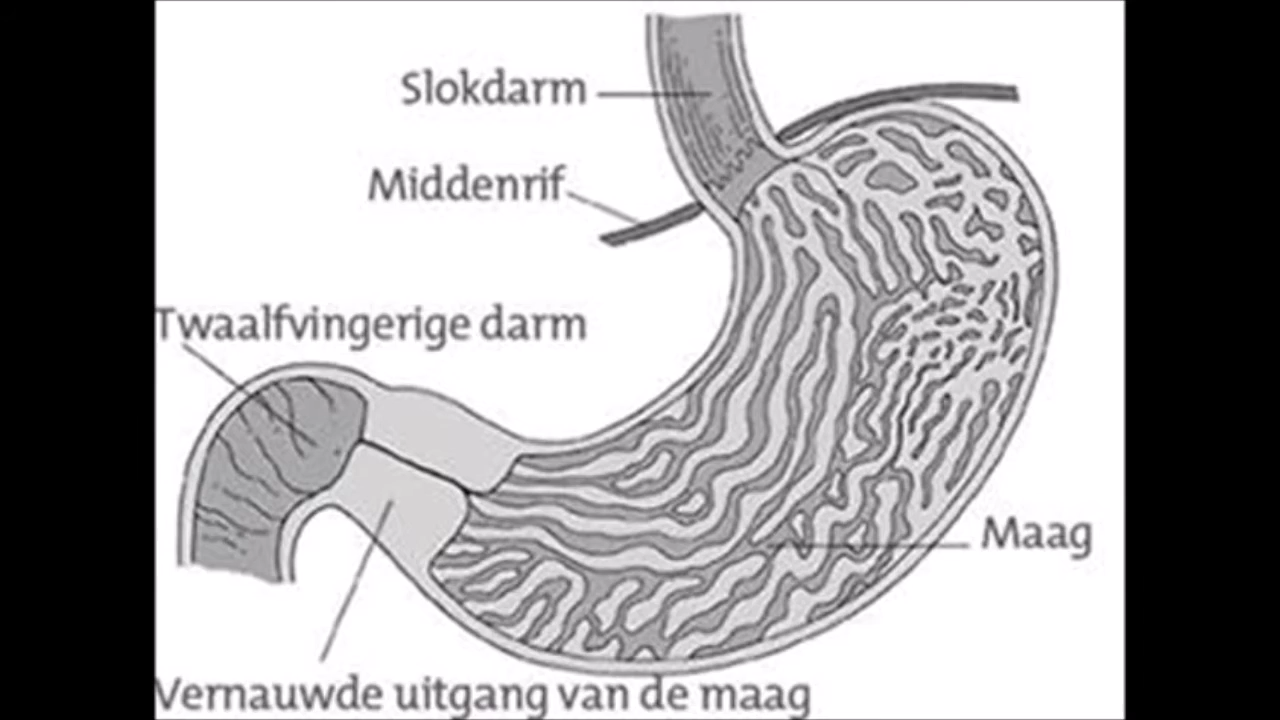 Slokdarm
Middenrif
Twaalfvingerige darm
Maag
Vernauwde uitgang van de maag